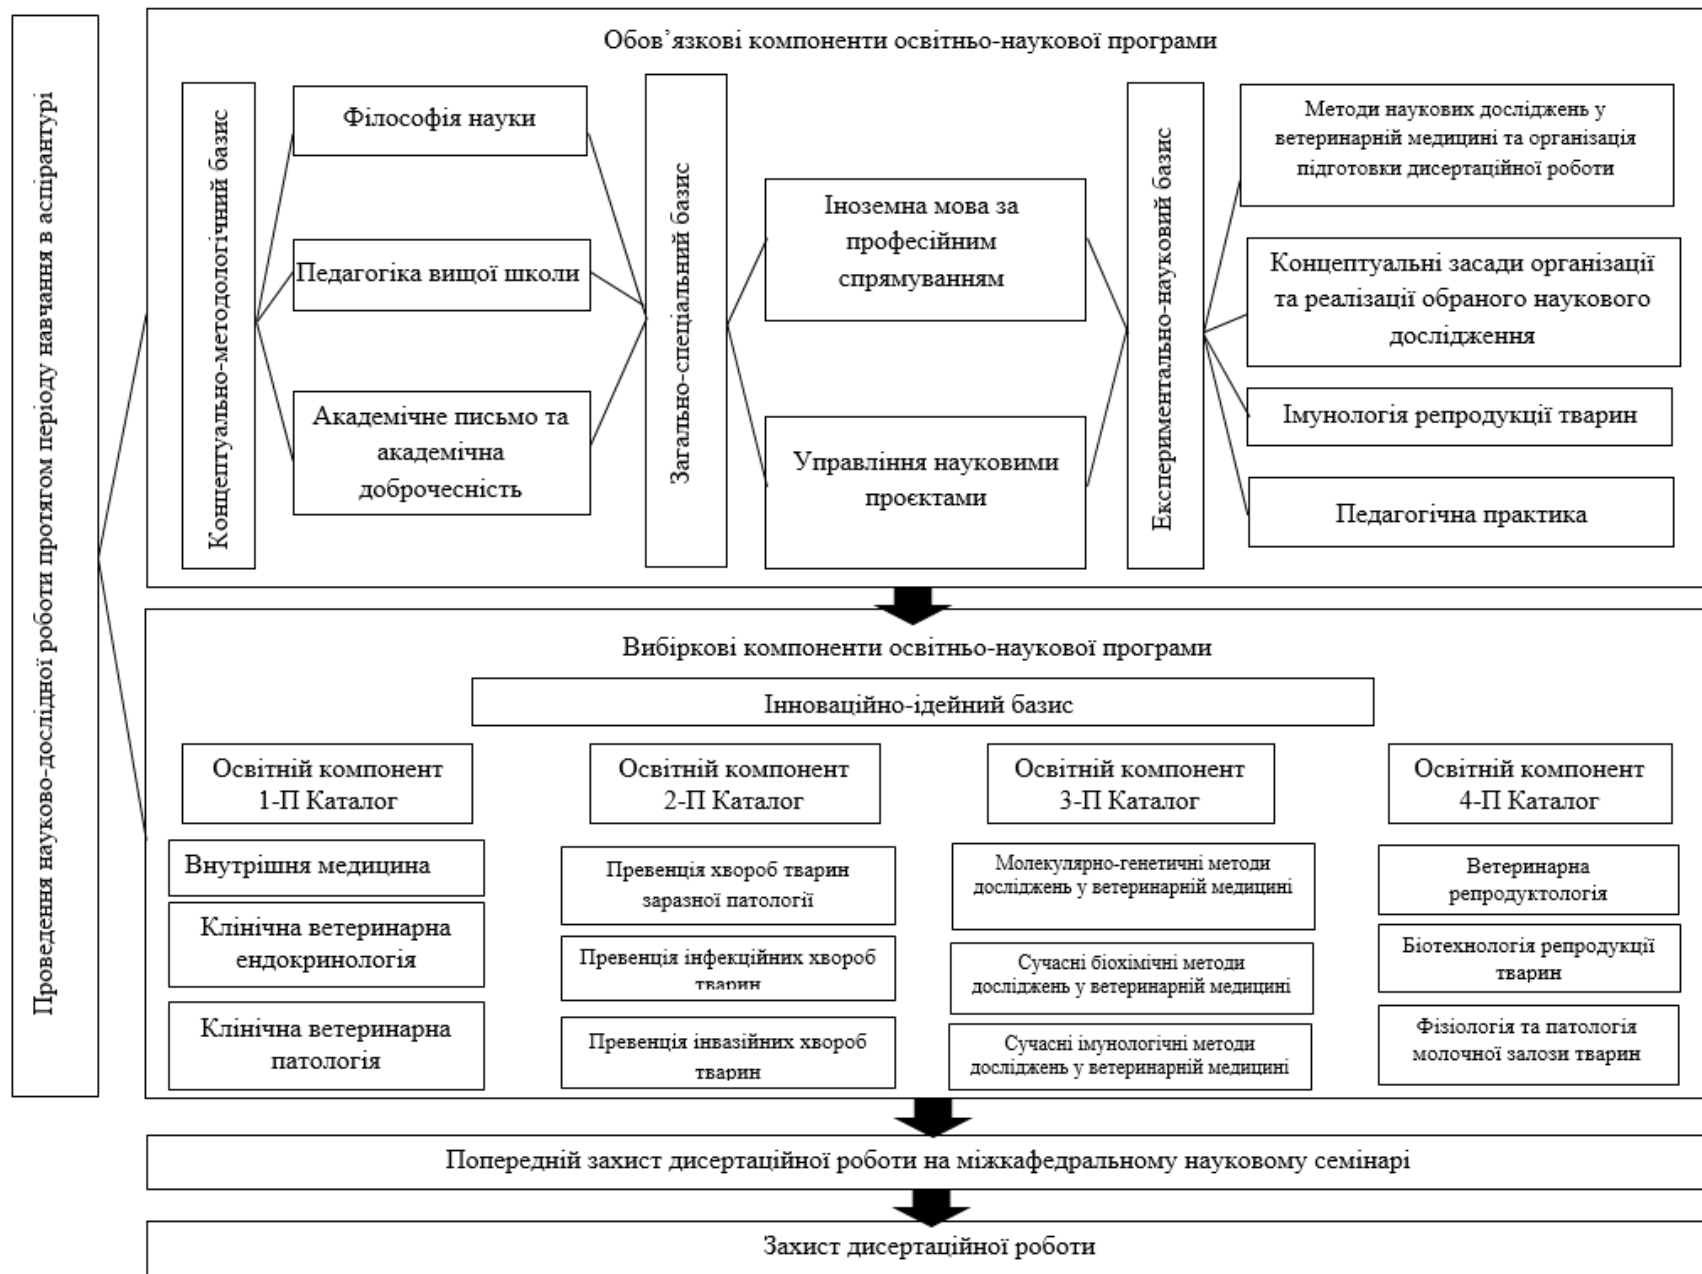 Проведення науково-дослідної роботи протягом періоду навчання в аспірантурі
Обов’язкові компоненти освітньо-наукової програми
Концептуально-методологічний базис
Філософія науки
Педагогіка вищої школи
Академічне письмо та
академічна
доброчесність
Загально-спеціальний базис
Іноземна мова за
професійним
спрямуванням
Управління науковими
проєктами
Експериментально-науковий базис
Методи наукових досліджень у
ветеринарній медицині та організація
підготовки дисертаційної роботи
Концептуальні засади організації
та реалізації обраного наукового
дослідження
Імунологія репродукції тварин
Педагогічна практика
Вибіркові компоненти освітньо-наукової програми
Інноваційно-ідейний базис
Освітній компонент
1-П Каталог
Внутрішня медицина
Клінічна ветеринарна
ендокринологія
Клінічна ветеринарна
патологія
Освітній компонент
2-П Каталог
Превенція хвороб тварин
заразної патології
Превенція інфекційних хвороб
тварин
Превенція інвазійних хвороб
тварин
Освітній компонент
3-П Каталог
Молекулярно-генетичні методи
досліджень у ветеринарній медицині
Сучасні біохімічні методи
досліджень у ветеринарній медицині
Сучасні імунологічні методи
досліджень у ветеринарній медицині
Освітній компонент
4-П Каталог
Ветеринарна
репродуктологія
Біотехнологія репродукції
тварин
Фізіологія та патологія
молочної залози тварин
Попередній захист дисертаційної роботи на міжкафедральному науковому семінарі
Захист дисертаційної роботи